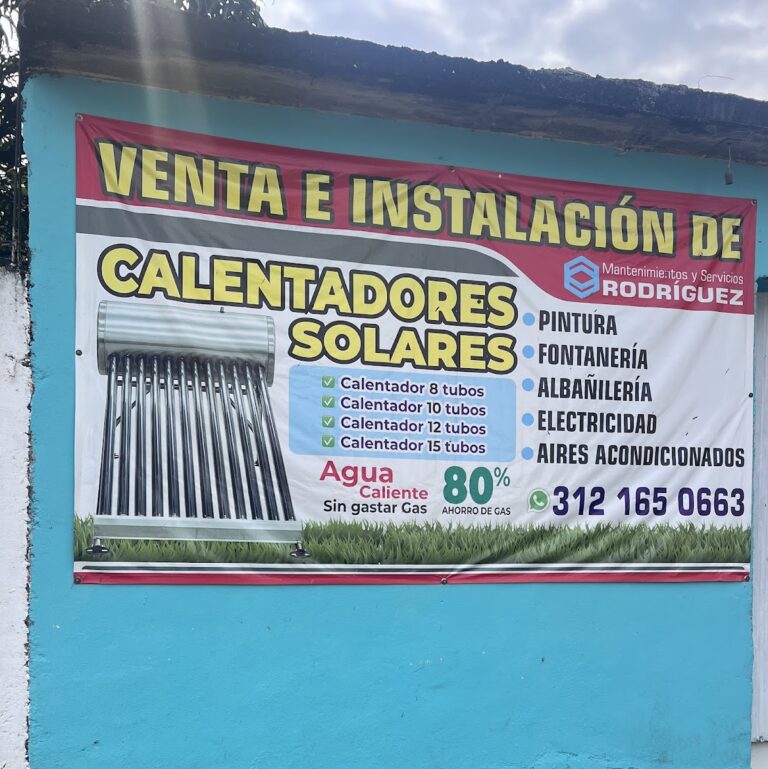 VENTA E INSTALACIÓN DE
CALENTADORES
SOLARES
Mantenimientos y Servicios
RODRÍGUEZ
Calentador 8 tubos
Calentador 10 tubos
Calentador 12 tubos
Calentador 15 tubos
Agua
Caliente
Sin gastar Gas
80%
AHORRO DE GAS
PINTURA
FONTANERÍA
ALBAÑILERÍA
ELECTRICIDAD
AIRES ACONDICIONADOS
312 165 0663